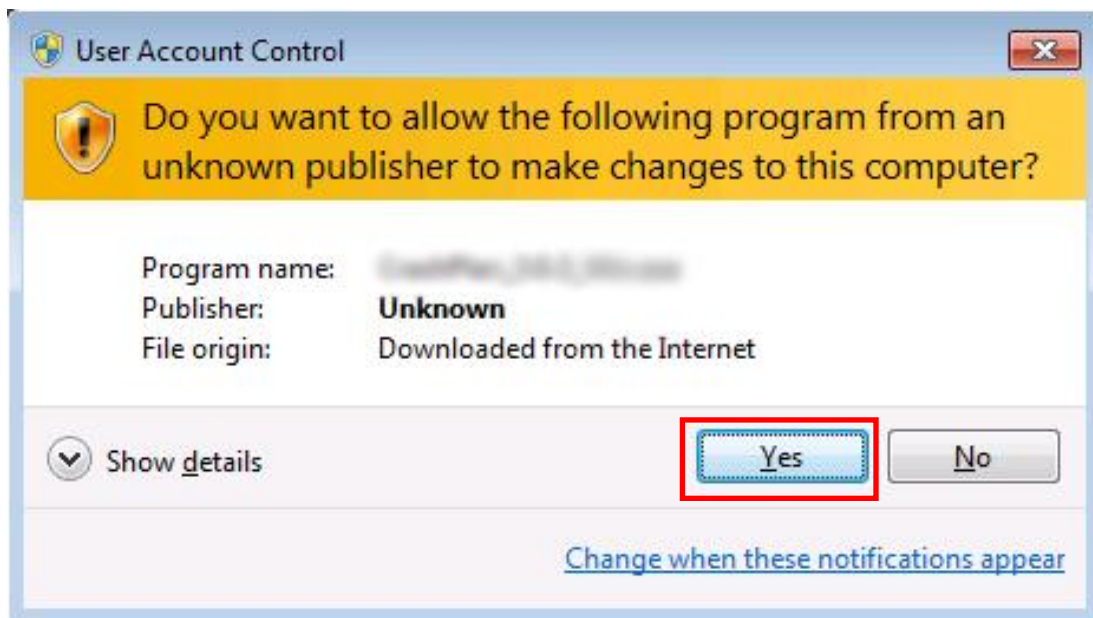 User Account Control
Do you want to allow the following program from an
unknown publisher to make changes to this computer?
Program name:
Publisher: Unknown
File origin: Downloaded from the Internet
Show details
Yes No
Change when these notifications appear